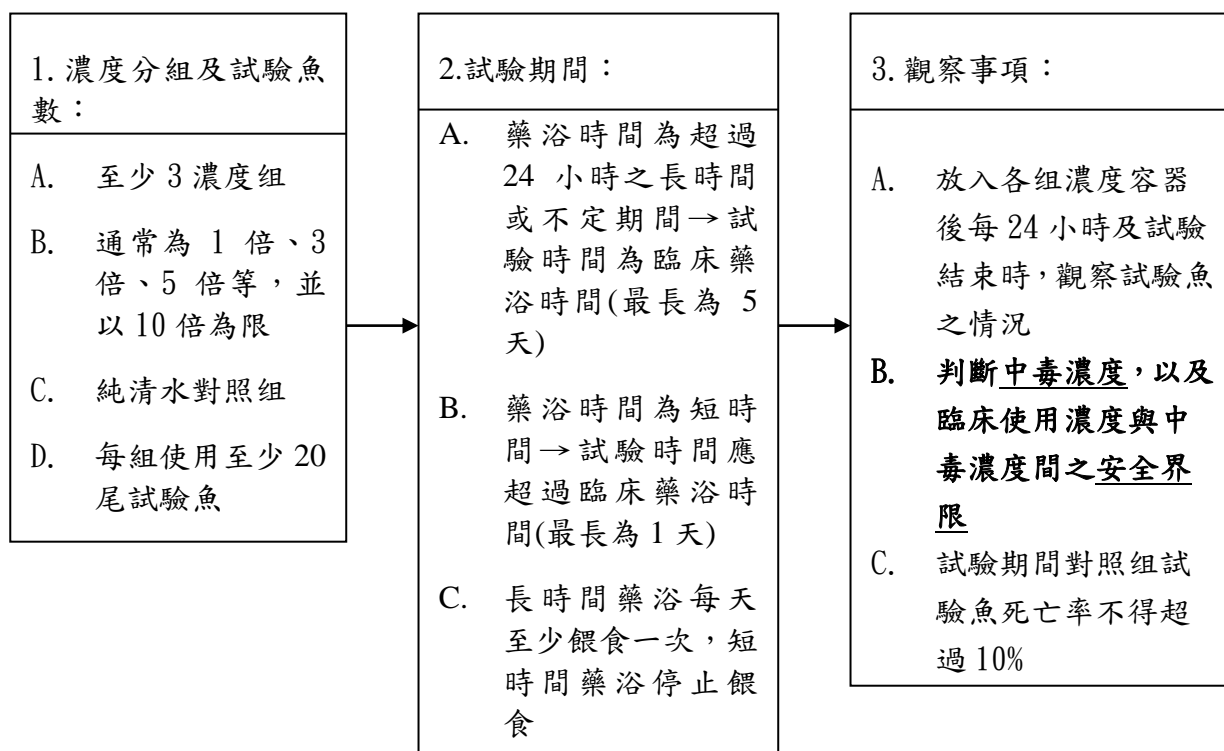 1.濃度分組及試驗魚
數：
A. 至少 3 濃度組
B. 通常為 1 倍、3
倍、5 倍等，並
以 10 倍為限
C. 純清水對照組
D. 每組使用至少 20
尾試驗魚
2.試驗期間：
A. 藥浴時間為超過
24 小時之長時間
或不定期間→試
驗時間為臨床藥
浴時間(最長為 5
天)
B. 藥浴時間為短時
間→試驗時間應
超過臨床藥浴時
間(最長為 1 天)
C. 長時間藥浴每天
至少餵食一次，短
時間藥浴停止餵
食
3.觀察事項：
A. 放入各組濃度容器
後每 24 小時及試驗
結束時，觀察試驗魚
之情況
B. 判斷中毒濃度，以及
臨床使用濃度與中
毒濃度間之安全界
限
C. 試驗期間對照組試
驗魚死亡率不得超
過 10%